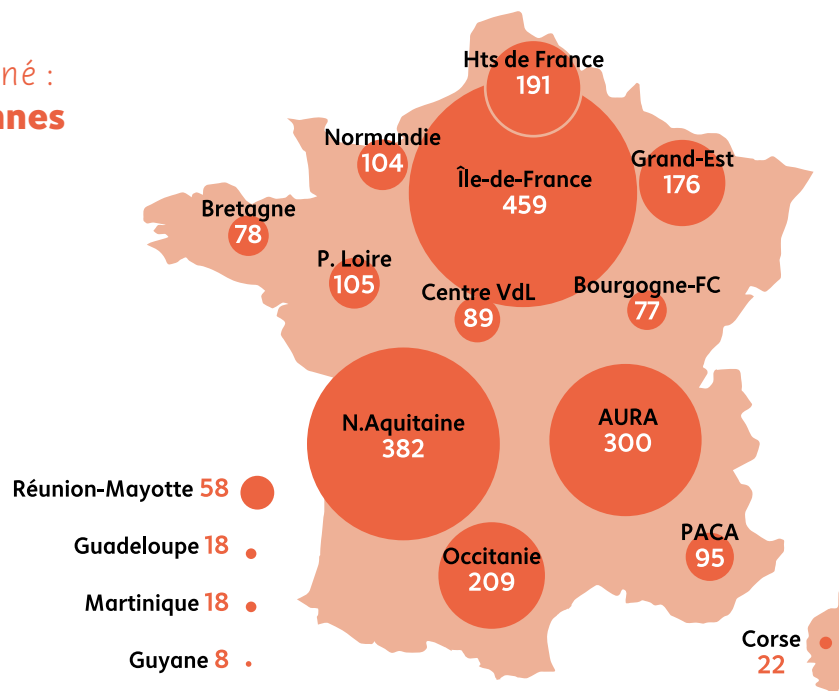 né :
Hts de France
191
Normandie
104
Île-de-France
459
Grand-Est
176
Bretagne
78
P. Loire
105
Centre VdL
89
Bourgogne-FC
77
N.Aquitaine
382
AURA
300
Réunion-Mayotte 58
Guadeloupe 18
Martinique 18
Guyane 8
Occitanie
209
PACA
95
Corse
22